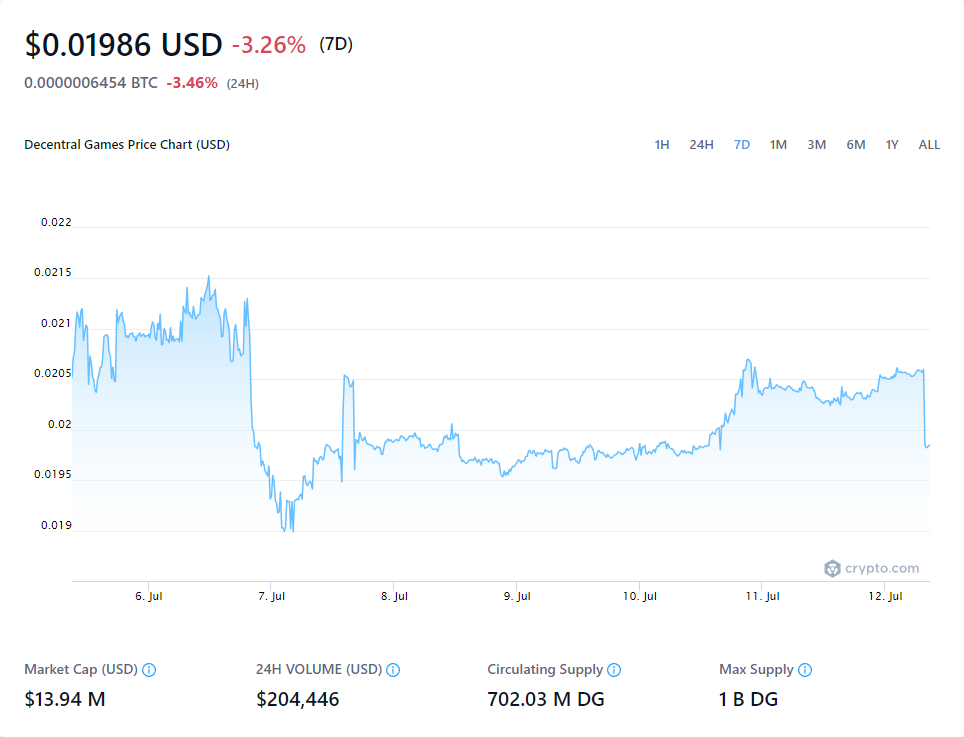 $0.01986 USD -3.26% (7D)
0.0000006454 BTC -3.46% (24H)
Decentral Games Price Chart (USD) 1H 24H 7D 1M 3M 6M 1Y ALL
0.022
0.0215
0.021
0.0205
0.02
0.0195
0.019
crypto.com
6. Jul 7. Jul 8. Jul 9. Jul 10. Jul 11. Jul 12. Jul
Market Cap (USD) 24H VOLUME (USD) Circulating Supply Max Supply
$13.94 M $204,446 702.03 M DG 1 B DG